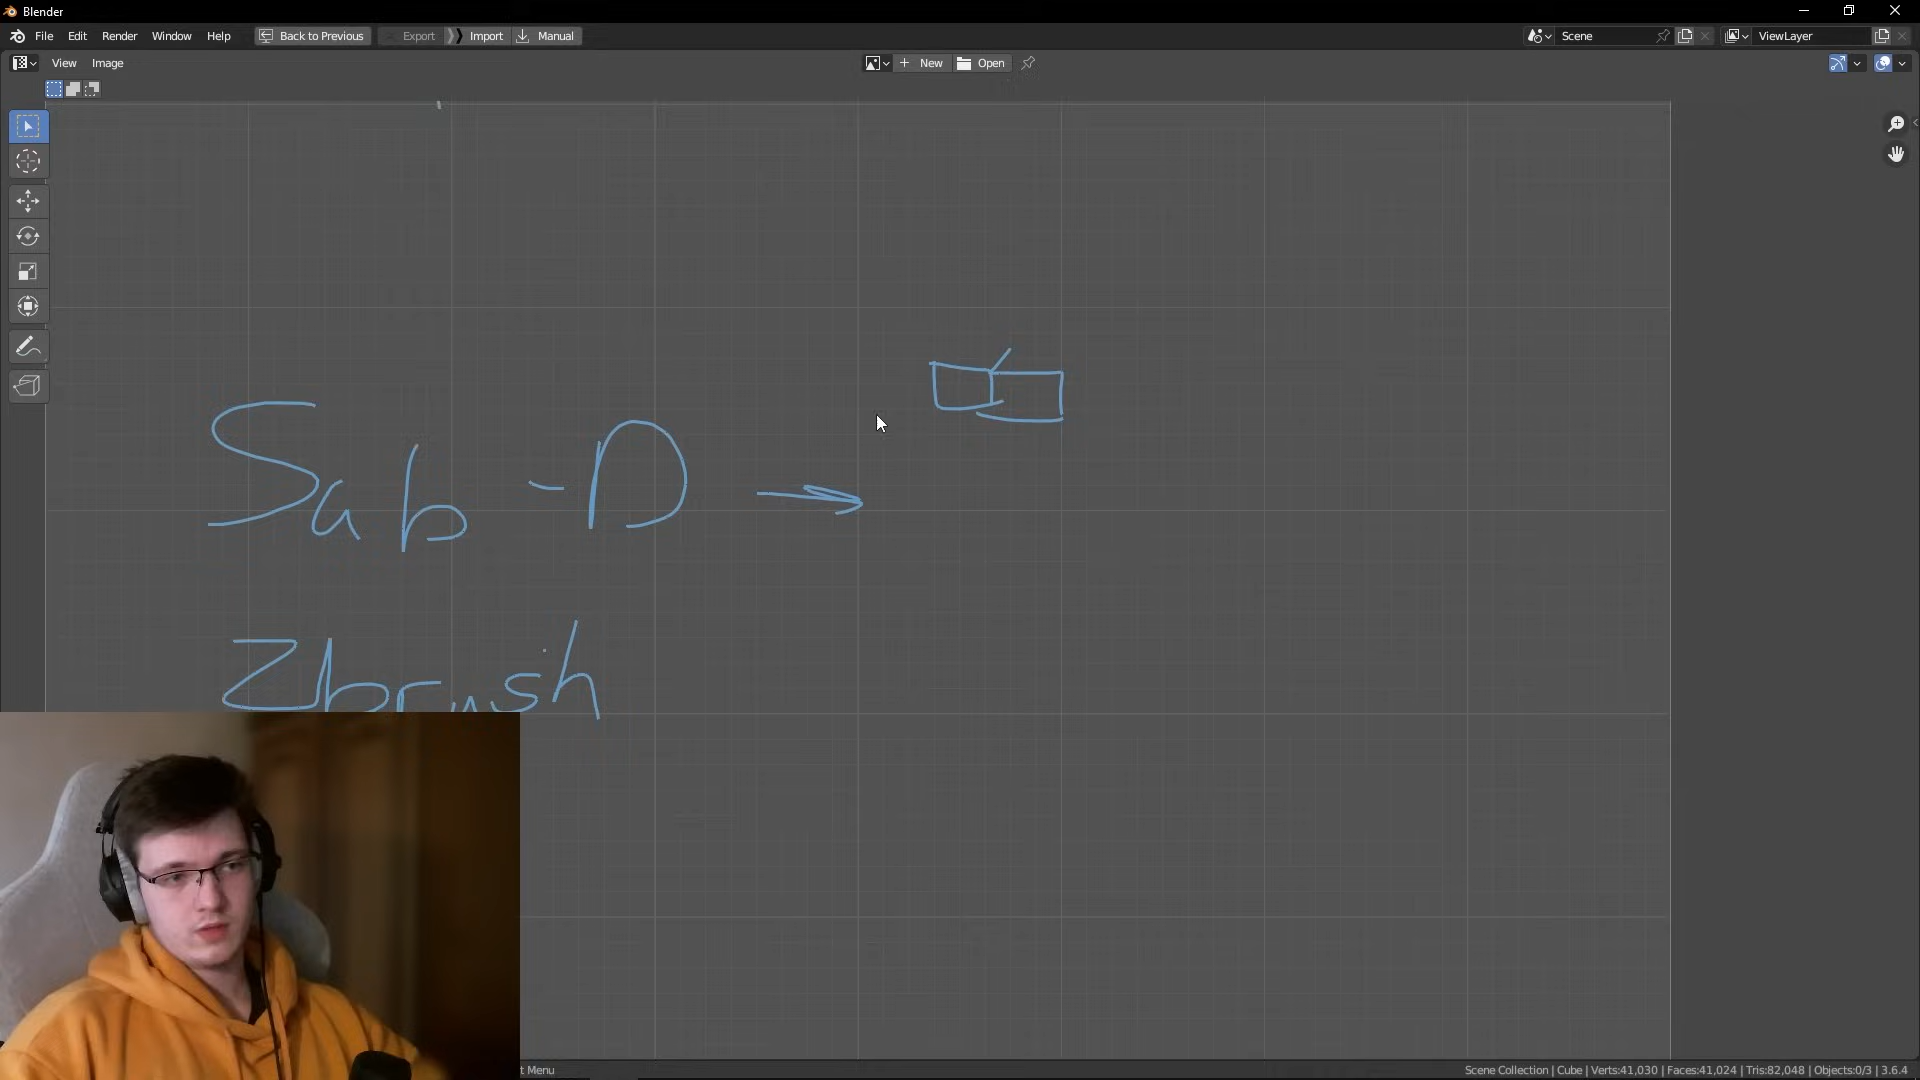 Blender
File Edit Render Window Help Back to Previous Export Import Manual Scene ViewLayer
View Image New Open
Sub-D
Zbrush
t Menu
Scene Collection | Cube | Verts:41,030 | Faces:41,024 | Tris:82,048 | Objects:0/3 | 3.6.4